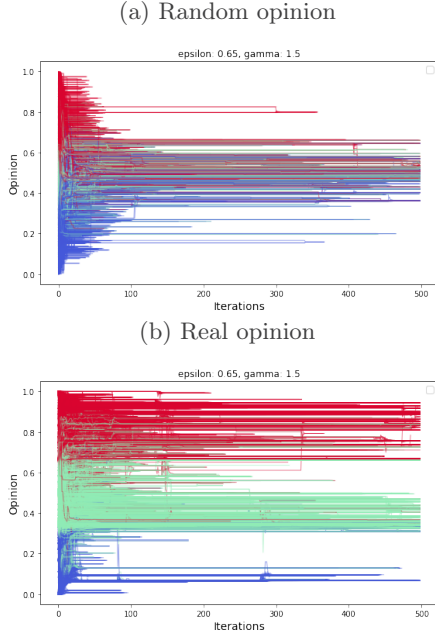 (a) Random opinion
epsilon: 0.65, gamma: 1.5
1.0
0.8
0.6
0.4
0.2
0.0
Opinion
0 100 200 300 400 500
Iterations
(b) Real opinion
epsilon: 0.65, gamma: 1.5
1.0
0.8
0.6
0.4
0.2
0.0
Opinion
0 100 200 300 400 500
Iterations